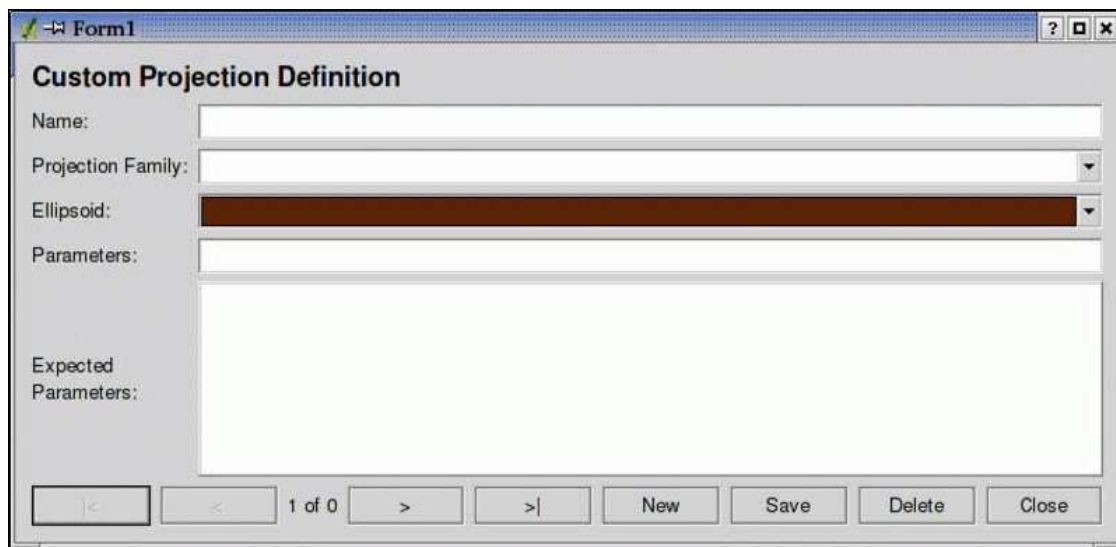 Form1
Custom Projection Definition
Name:
Projection Family:
Ellipsoid:
Parameters:
Expected
Parameters:
|< < 1 of 0 > >| New Save Delete Close